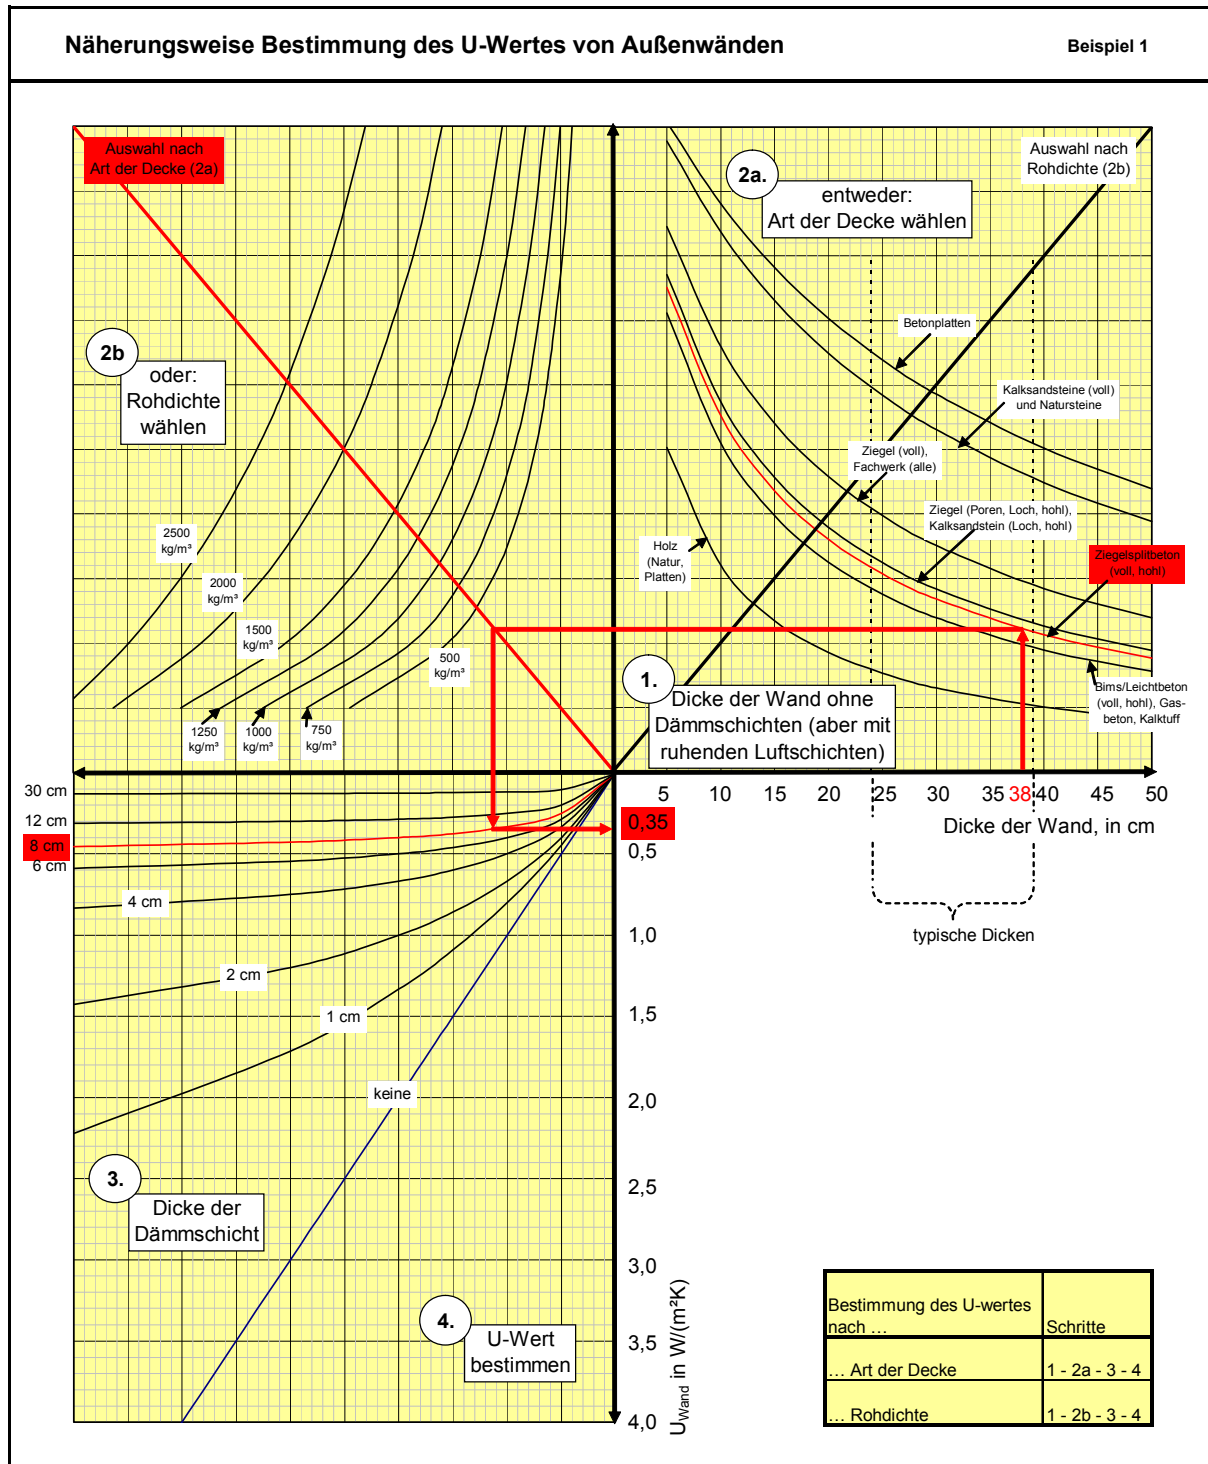 Näherungsweise Bestimmung des U-Wertes von Außenwänden
Beispiel 1
Auswahl nach
Art der Decke (2a)
2a.
entweder:
Art der Decke wählen
Auswahl nach
Rohdichte (2b)
2b
oder:
Rohdichte
wählen
Betonplatten
Kalksandsteine (voll)
und Natursteine
Ziegel (voll),
Fachwerk (alle)
Ziegel (Poren, Loch, hohl),
Kalksandstein (Loch, hohl)
Holz
(Natur,
Platten)
Ziegelsplitbeton
(voll, hohl)
Bims/Leichtbeton
(voll, hohl), Gas-
beton, Kalktuff
2500
kg/m³
2000
kg/m³
1500
kg/m³
500
kg/m³
1250
kg/m³
1000
kg/m³
750
kg/m³
1.
Dicke der Wand ohne
Dämmschichten (aber mit
ruhenden Luftschichten)
5 10 15 20 25 30 35 38 40 45 50
Dicke der Wand, in cm
typische Dicken
30 cm
12 cm
8 cm
6 cm
4 cm
2 cm
1 cm
keine
0,35
0,5
1,0
1,5
2,0
2,5
3,0
3,5
4,0
U Wand in W/(m²K)
3.
Dicke der
Dämmschicht
4.
U-Wert
bestimmen
Bestimmung des U-wertes
nach … Schritte
… Art der Decke 1 - 2a - 3 - 4
… Rohdichte 1 - 2b - 3 - 4